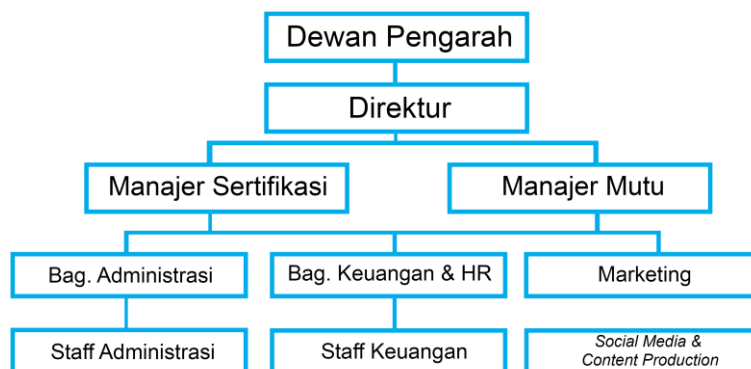 Dewan Pengarah
Direktur
Manajer Sertifikasi
Manajer Mutu
Bag. Administrasi
Bag. Keuangan & HR
Marketing
Staff Administrasi
Staff Keuangan
Social Media &
Content Production